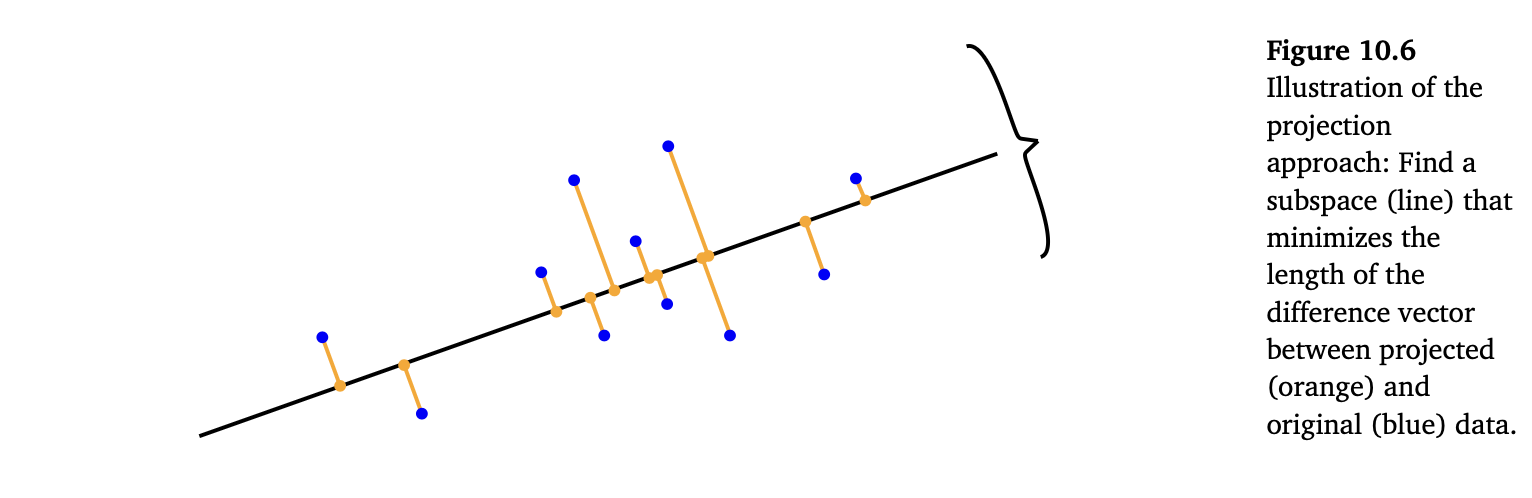 Figure 10.6
Illustration of the
projection
approach: Find a
subspace (line) that
minimizes the
length of the
difference vector
between projected
(orange) and
original (blue) data.